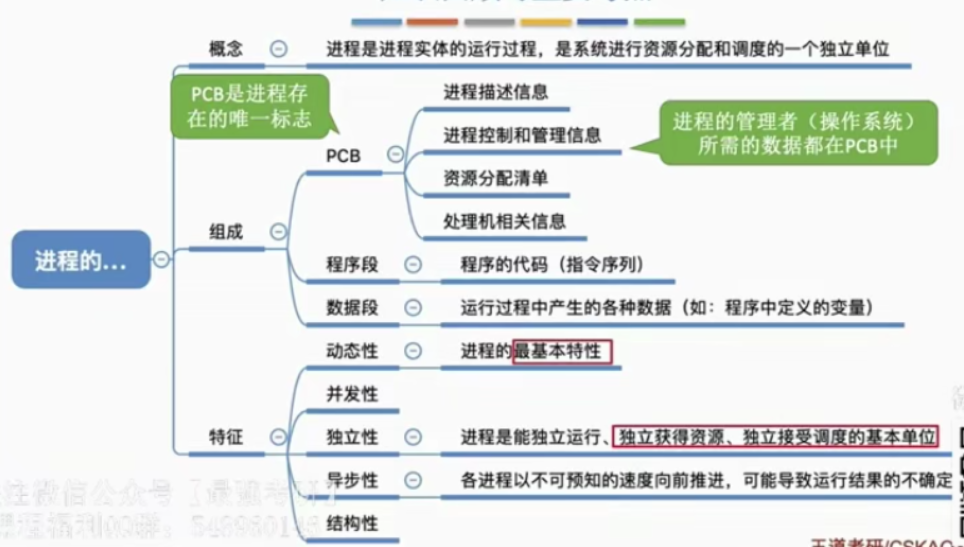 概念
进程是进程实体的运行过程，是系统进行资源分配和调度的一个独立单位
PCB是进程存
在的唯一标志
进程描述信息
进程控制和管理信息
进程的管理者（操作系统）
所需的数据都在PCB中
PCB
资源分配清单
处理机相关信息
组成
进程的...
程序段
程序的代码（指令序列）
数据段
运行过程中产生的各种数据（如：程序中定义的变量）
动态性
进程的最基本特性
并发性
特征
独立性
进程是能独立运行、独立获得资源、独立接受调度的基本单位
异步性
各进程以不可预知的速度向前推进，可能导致运行结果的不确定
结构性
注微信公众号
王道考研/CSKAO